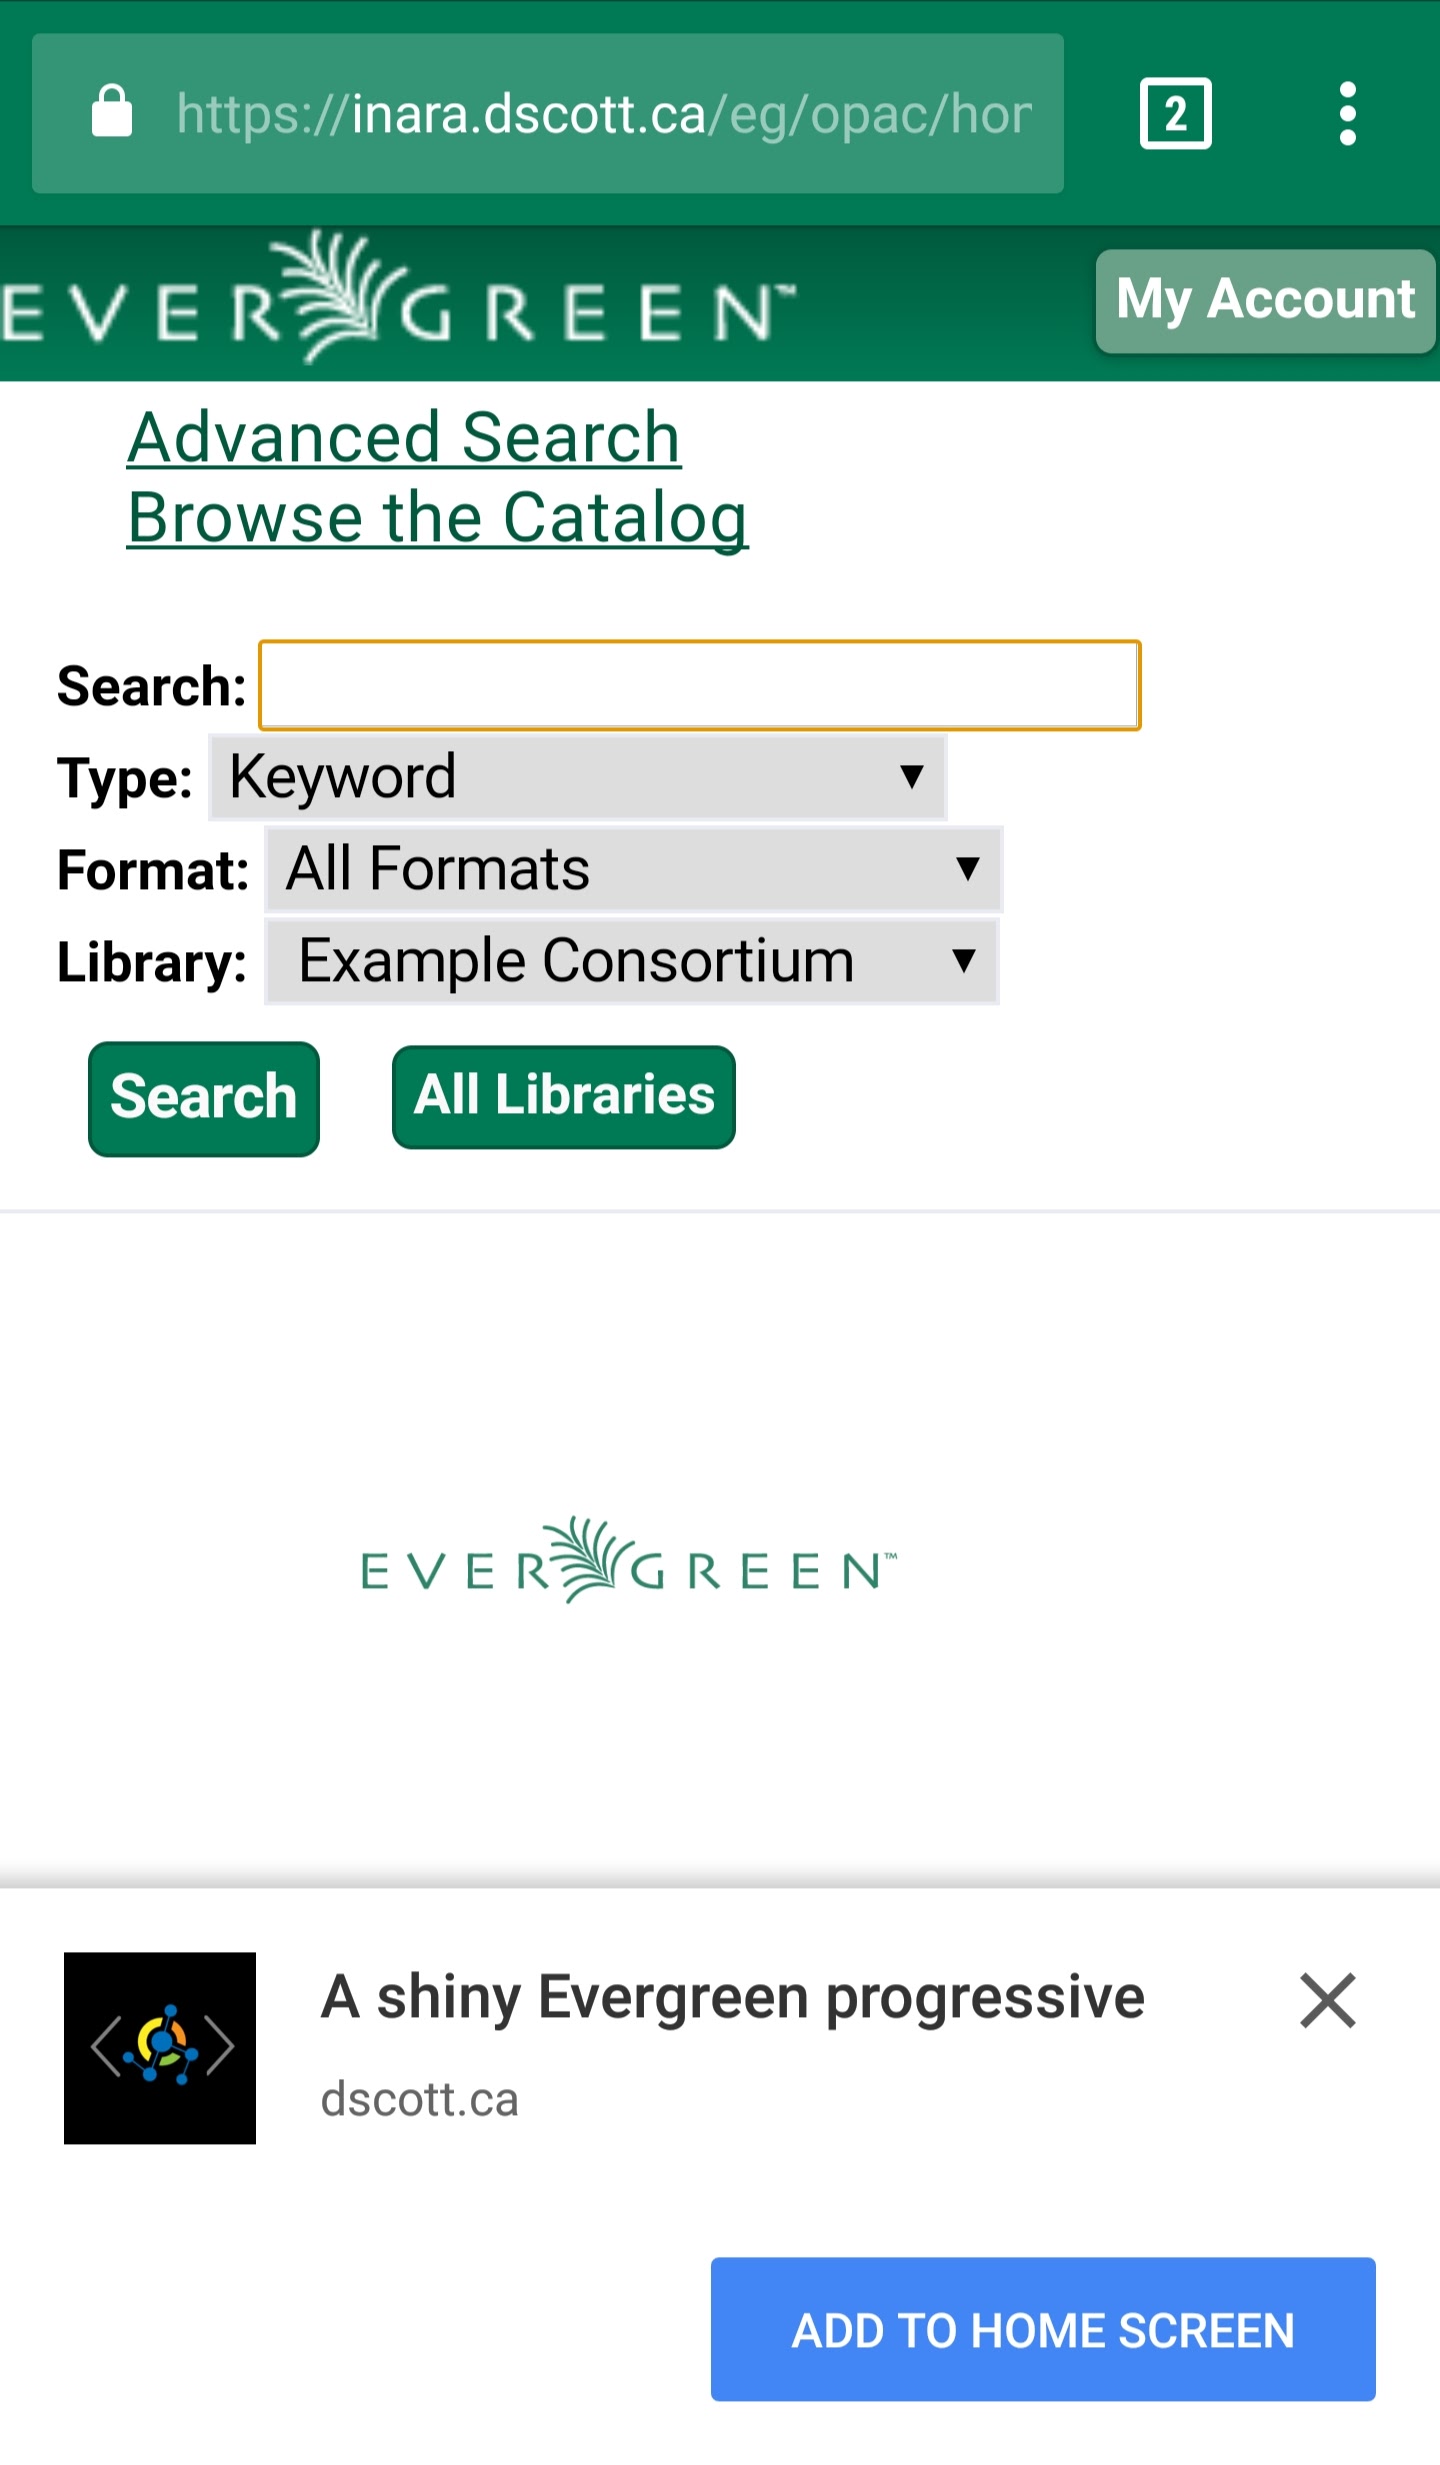 https://inara.dscott.ca/eg/opac/hor
2
EVERGREEN™
My Account
Advanced Search
Browse the Catalog
Search:
Type: Keyword
Format: All Formats
Library: Example Consortium
Search
All Libraries
EVERGREEN™
A shiny Evergreen progressive
dscott.ca
ADD TO HOME SCREEN